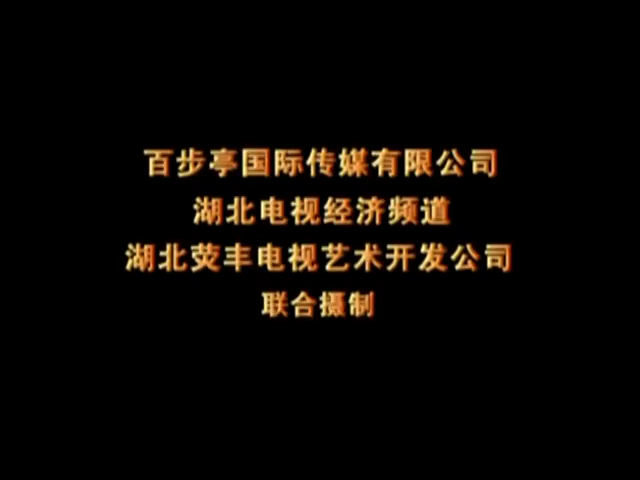 百步亭国际传媒有限公司
湖北电视经济频道
湖北荧丰电视艺术开发公司
联合摄制